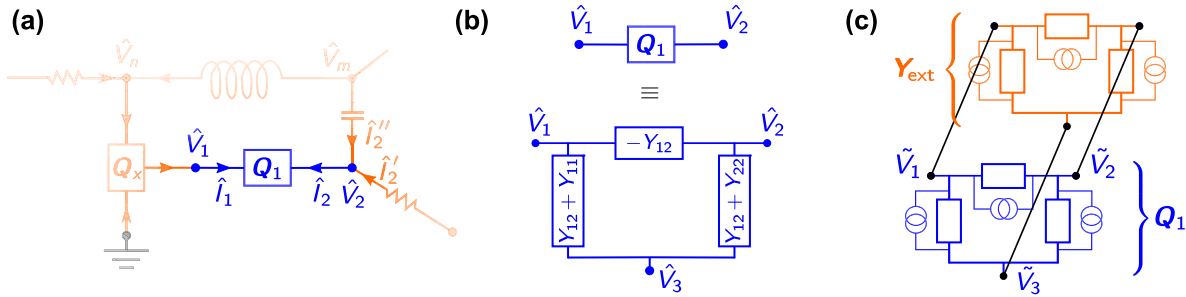 (a)
V̂ₙ
V̂ₘ
Qₓ
V̂₁
Î₁
Q₁
Î₂
V̂₂
Î₂′′
Î₂′
(b)
V̂₁ Q₁ V̂₂
≡
V̂₁ −Y₁₂ V̂₂
Y₁₂ + Y₁₁
Y₁₂ + Y₂₂
V̂₃
(c)
Y_ext
Ṽ₁ Ṽ₂
Q₁
Ṽ₃